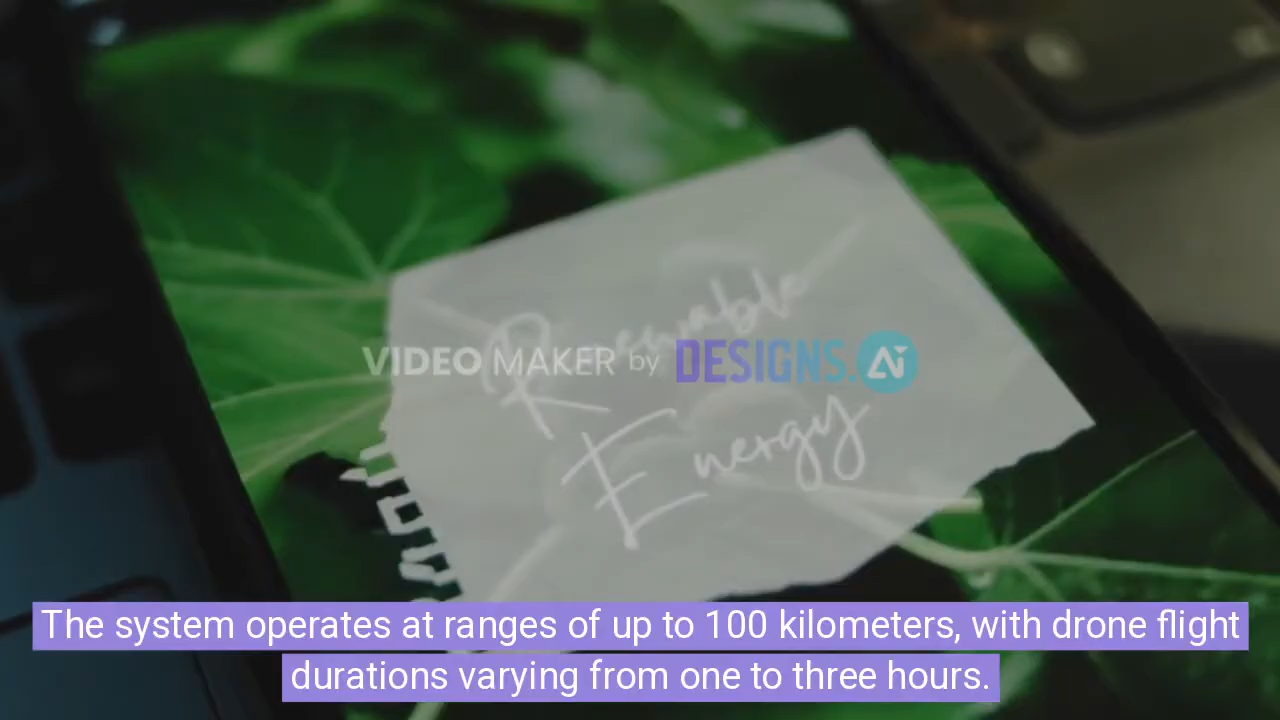 Renewable
VIDEO MAKER by DESIGNS.Ai
Energy
The system operates at ranges of up to 100 kilometers, with drone flight
durations varying from one to three hours.